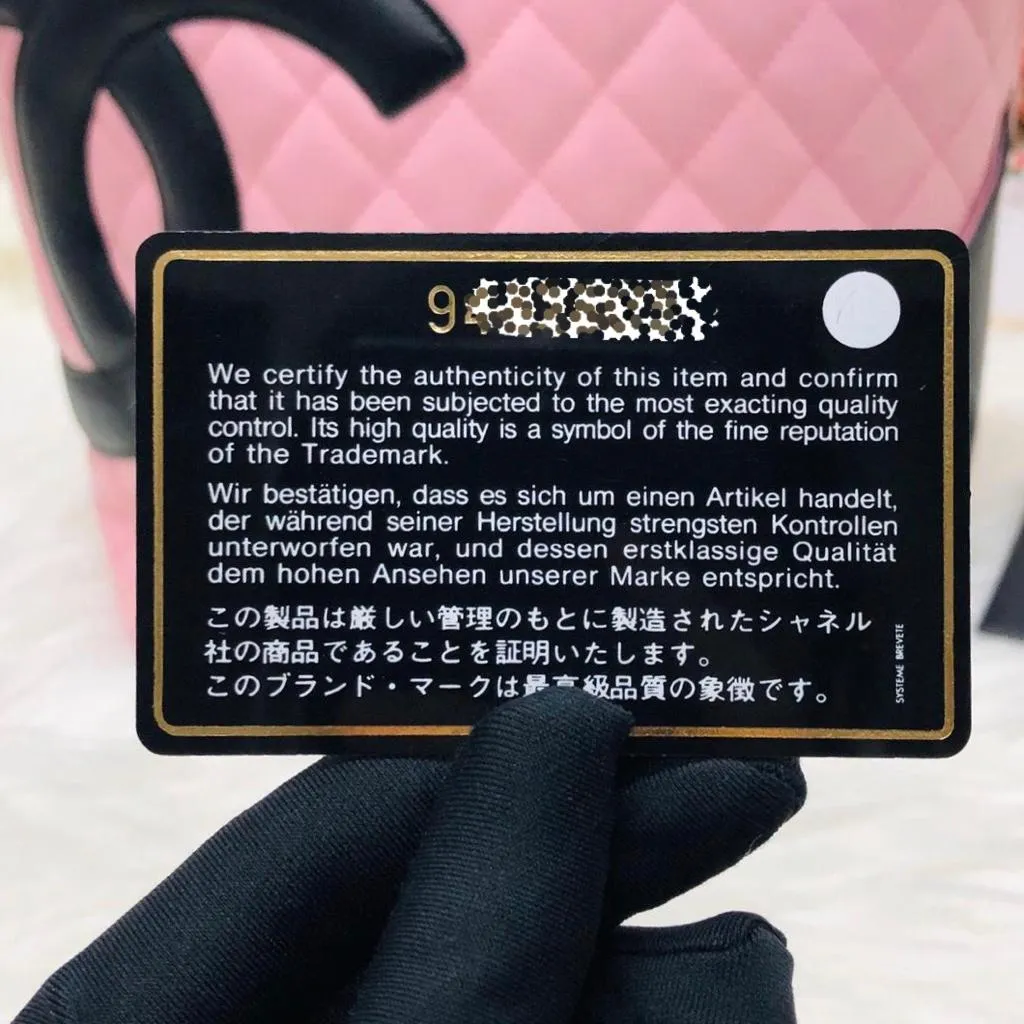 9
We certify the authenticity of this item and confirm
that it has been subjected to the most exacting quality
control. Its high quality is a symbol of the fine reputation
of the Trademark.
Wir bestätigen, dass es sich um einen Artikel handelt,
der während seiner Herstellung strengsten Kontrollen
unterworfen war, und dessen erstklassige Qualität
dem hohen Ansehen unserer Marke entspricht.
この製品は厳しい管理のもとに製造されたシャネル
社の商品であることを証明いたします。
このブランド・マークは最高級品質の象徴です。
SYSTEME BREVETE